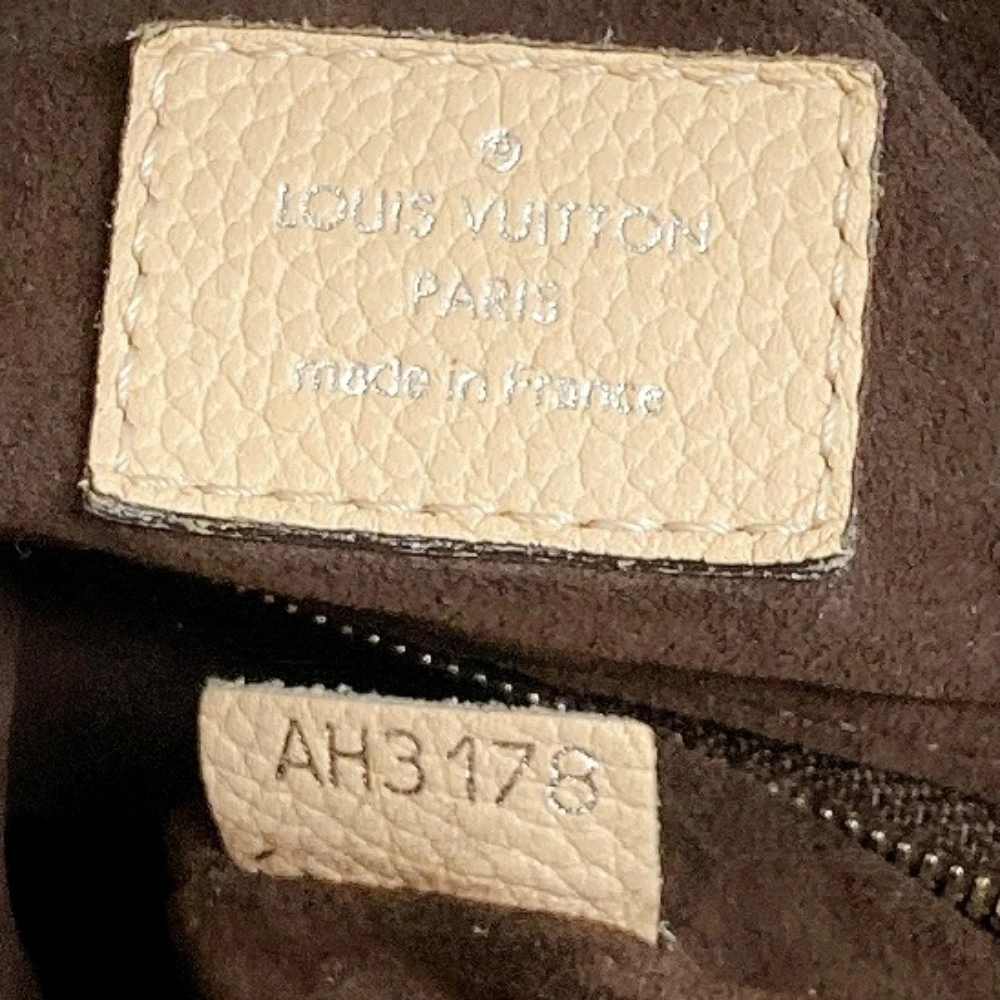 LOUIS VUITTON
PARIS
made in France
AH3178